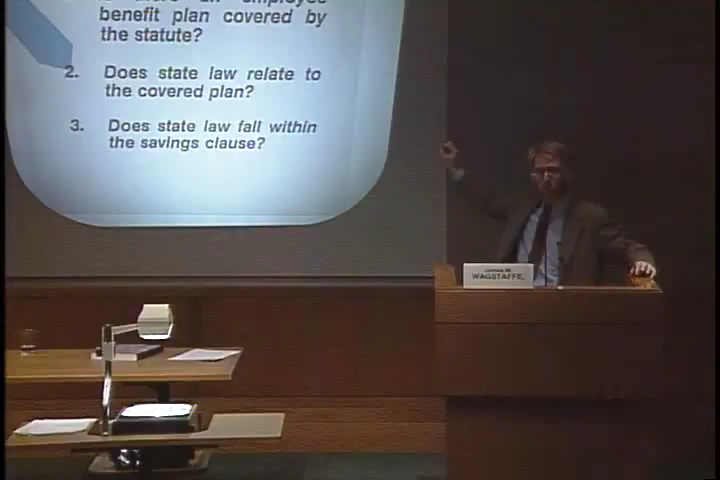 benefit plan covered by
the statute?
2. Does state law relate to
the covered plan?
3. Does state law fall within
the savings clause?
James M.
WAGSTAFFE,